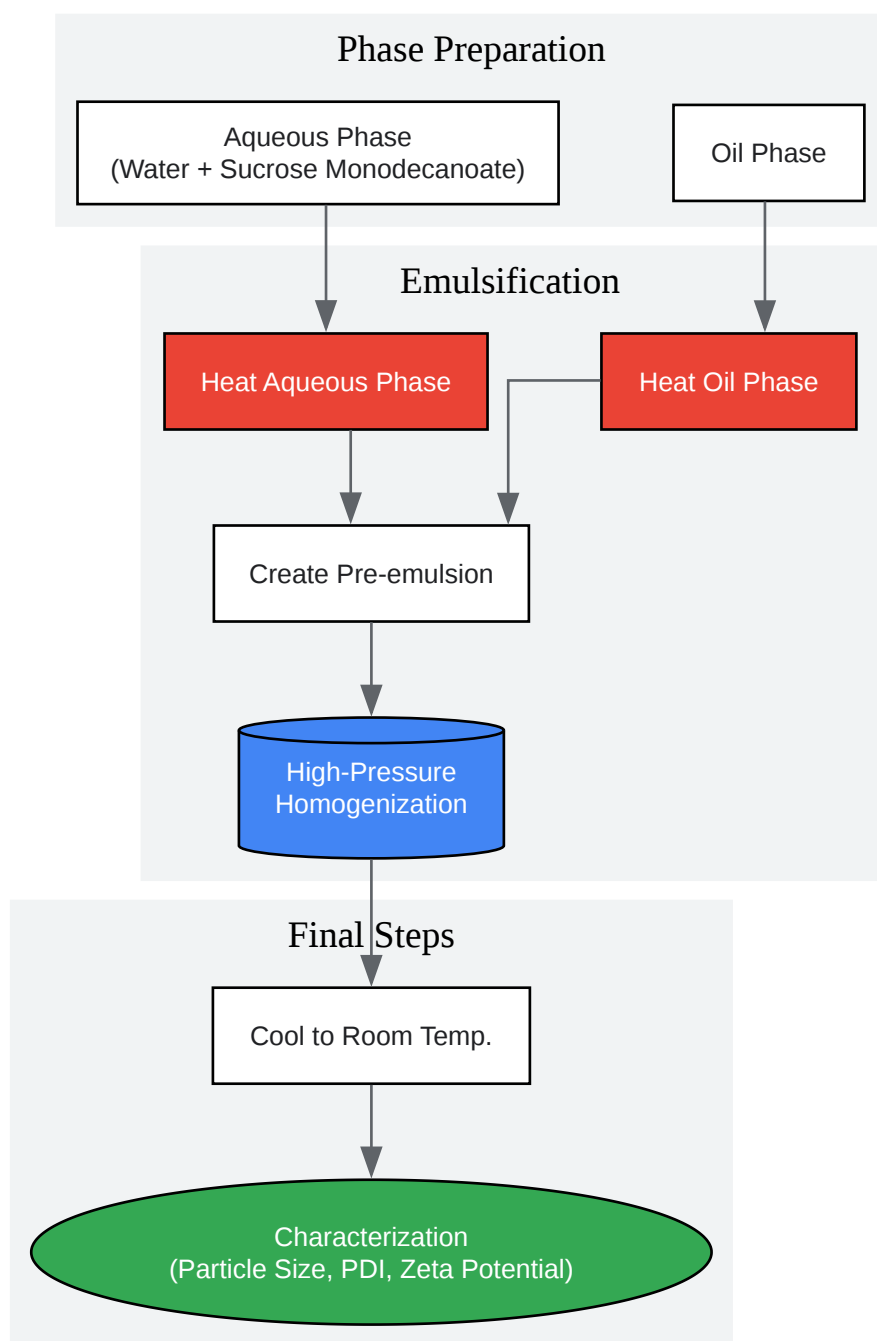 Phase Preparation
Aqueous Phase
(Water + Sucrose Monodecanoate)
Oil Phase
Emulsification
Heat Aqueous Phase
Heat Oil Phase
Create Pre-emulsion
High-Pressure
Homogenization
Final Steps
Cool to Room Temp.
Characterization
(Particle Size, PDI, Zeta Potential)